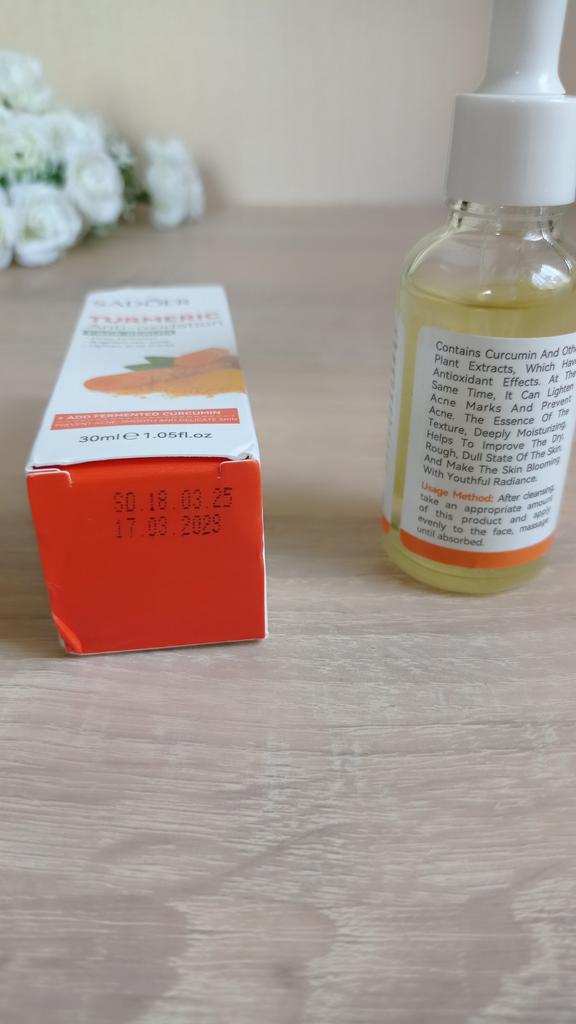 SADOER
TURMERIC
Anti-oxidation
+ ADD FERMENTED CURCUMIN
PREVENT ACNE, SMOOTH AND DELICATE SKIN
30ml e 1.05fl.oz
SD 18.03.25
17.03.2028
Contains Curcumin And
Plant Extracts, Which Have
Antioxidant Effects. At The
Same Time, It Can Lighten
Acne Marks And Prevent
Acne. The Essence Of The
Texture, Deeply Moisturizing,
Helps To Improve The Dry,
Rough, Dull State Of The Skin,
And Make The Skin Blooming
With Youthful Radiance.
Usage Method: After cleansing,
take an appropriate amount
of this product and apply
evenly to the face, massage
until absorbed.